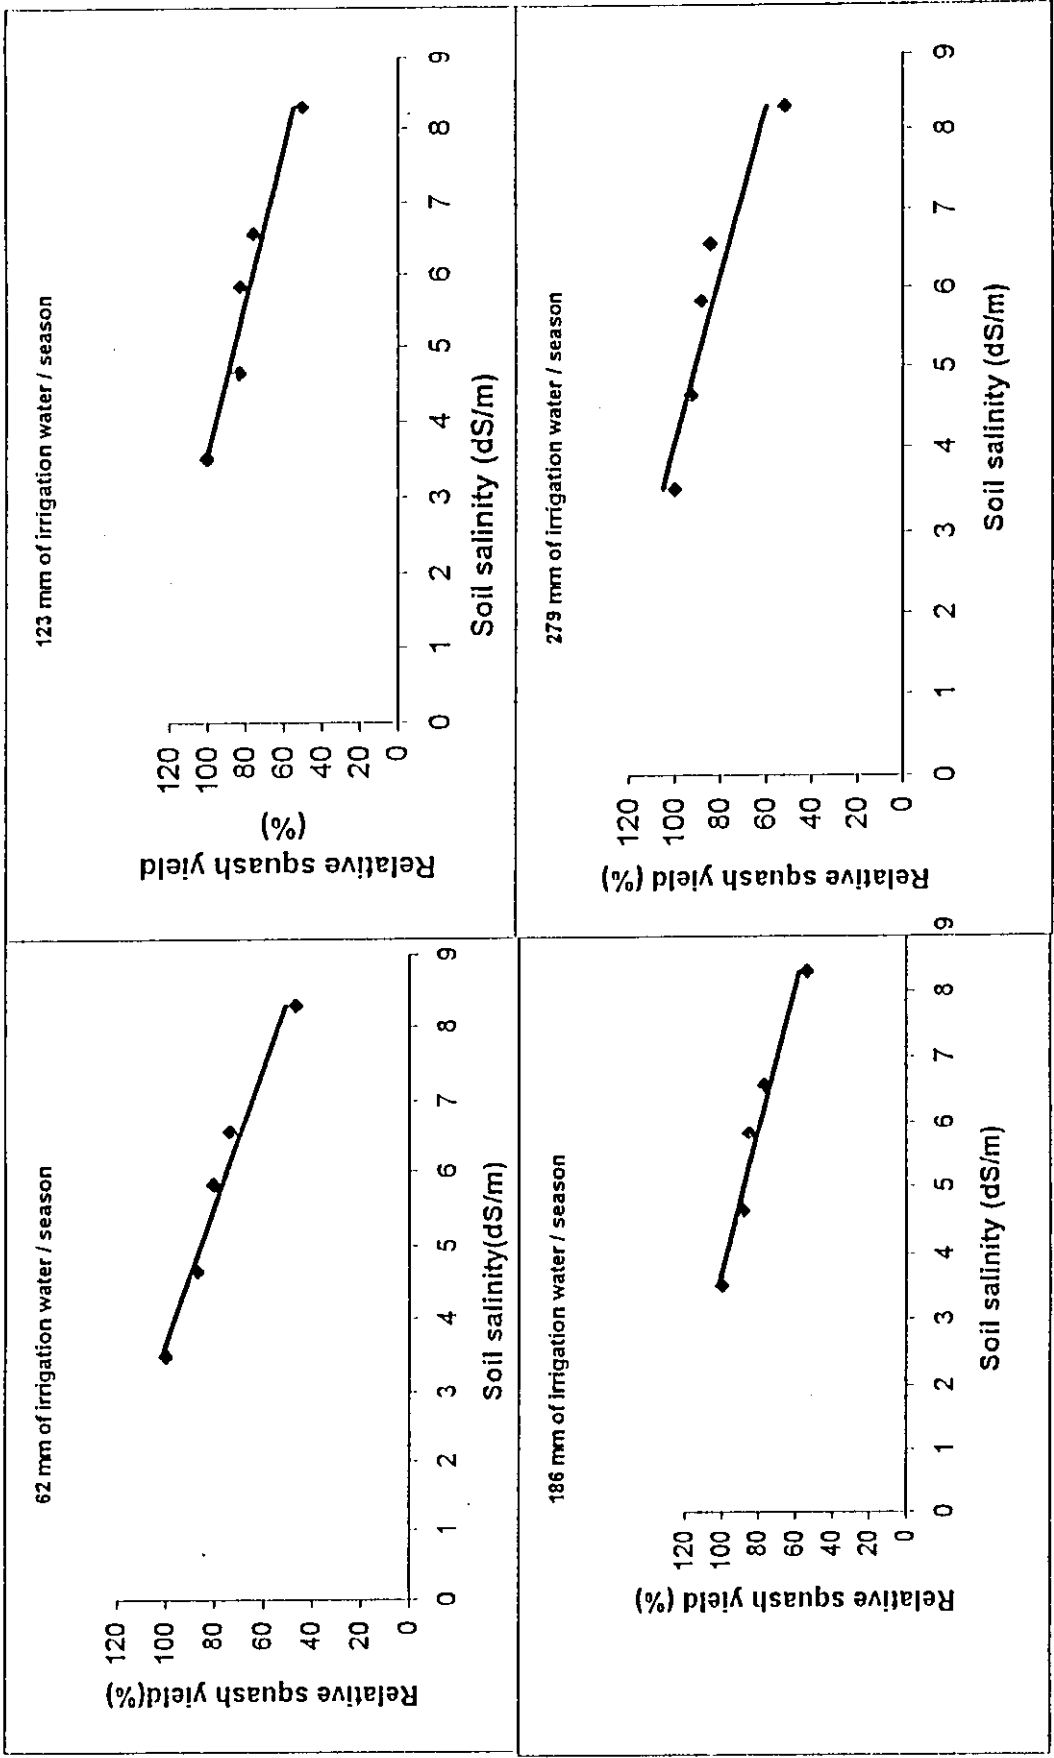 62 mm of irrigation water / season
Relative squash yield(%)
120
100
80
60
40
20
0
0 1 2 3 4 5 6 7 8 9
Soil salinity(dS/m)
123 mm of irrigation water / season
Relative squash yield
(%)
120
100
80
60
40
20
0
0 1 2 3 4 5 6 7 8 9
Soil salinity (dS/m)
186 mm of irrigation water / season
Relative squash yield (%)
120
100
80
60
40
20
0
0 1 2 3 4 5 6 7 8 9
Soil salinity (dS/m)
279 mm of irrigation water / season
Relative squash yield (%)
120
100
80
60
40
20
0
0 1 2 3 4 5 6 7 8 9
Soil salinity (dS/m)